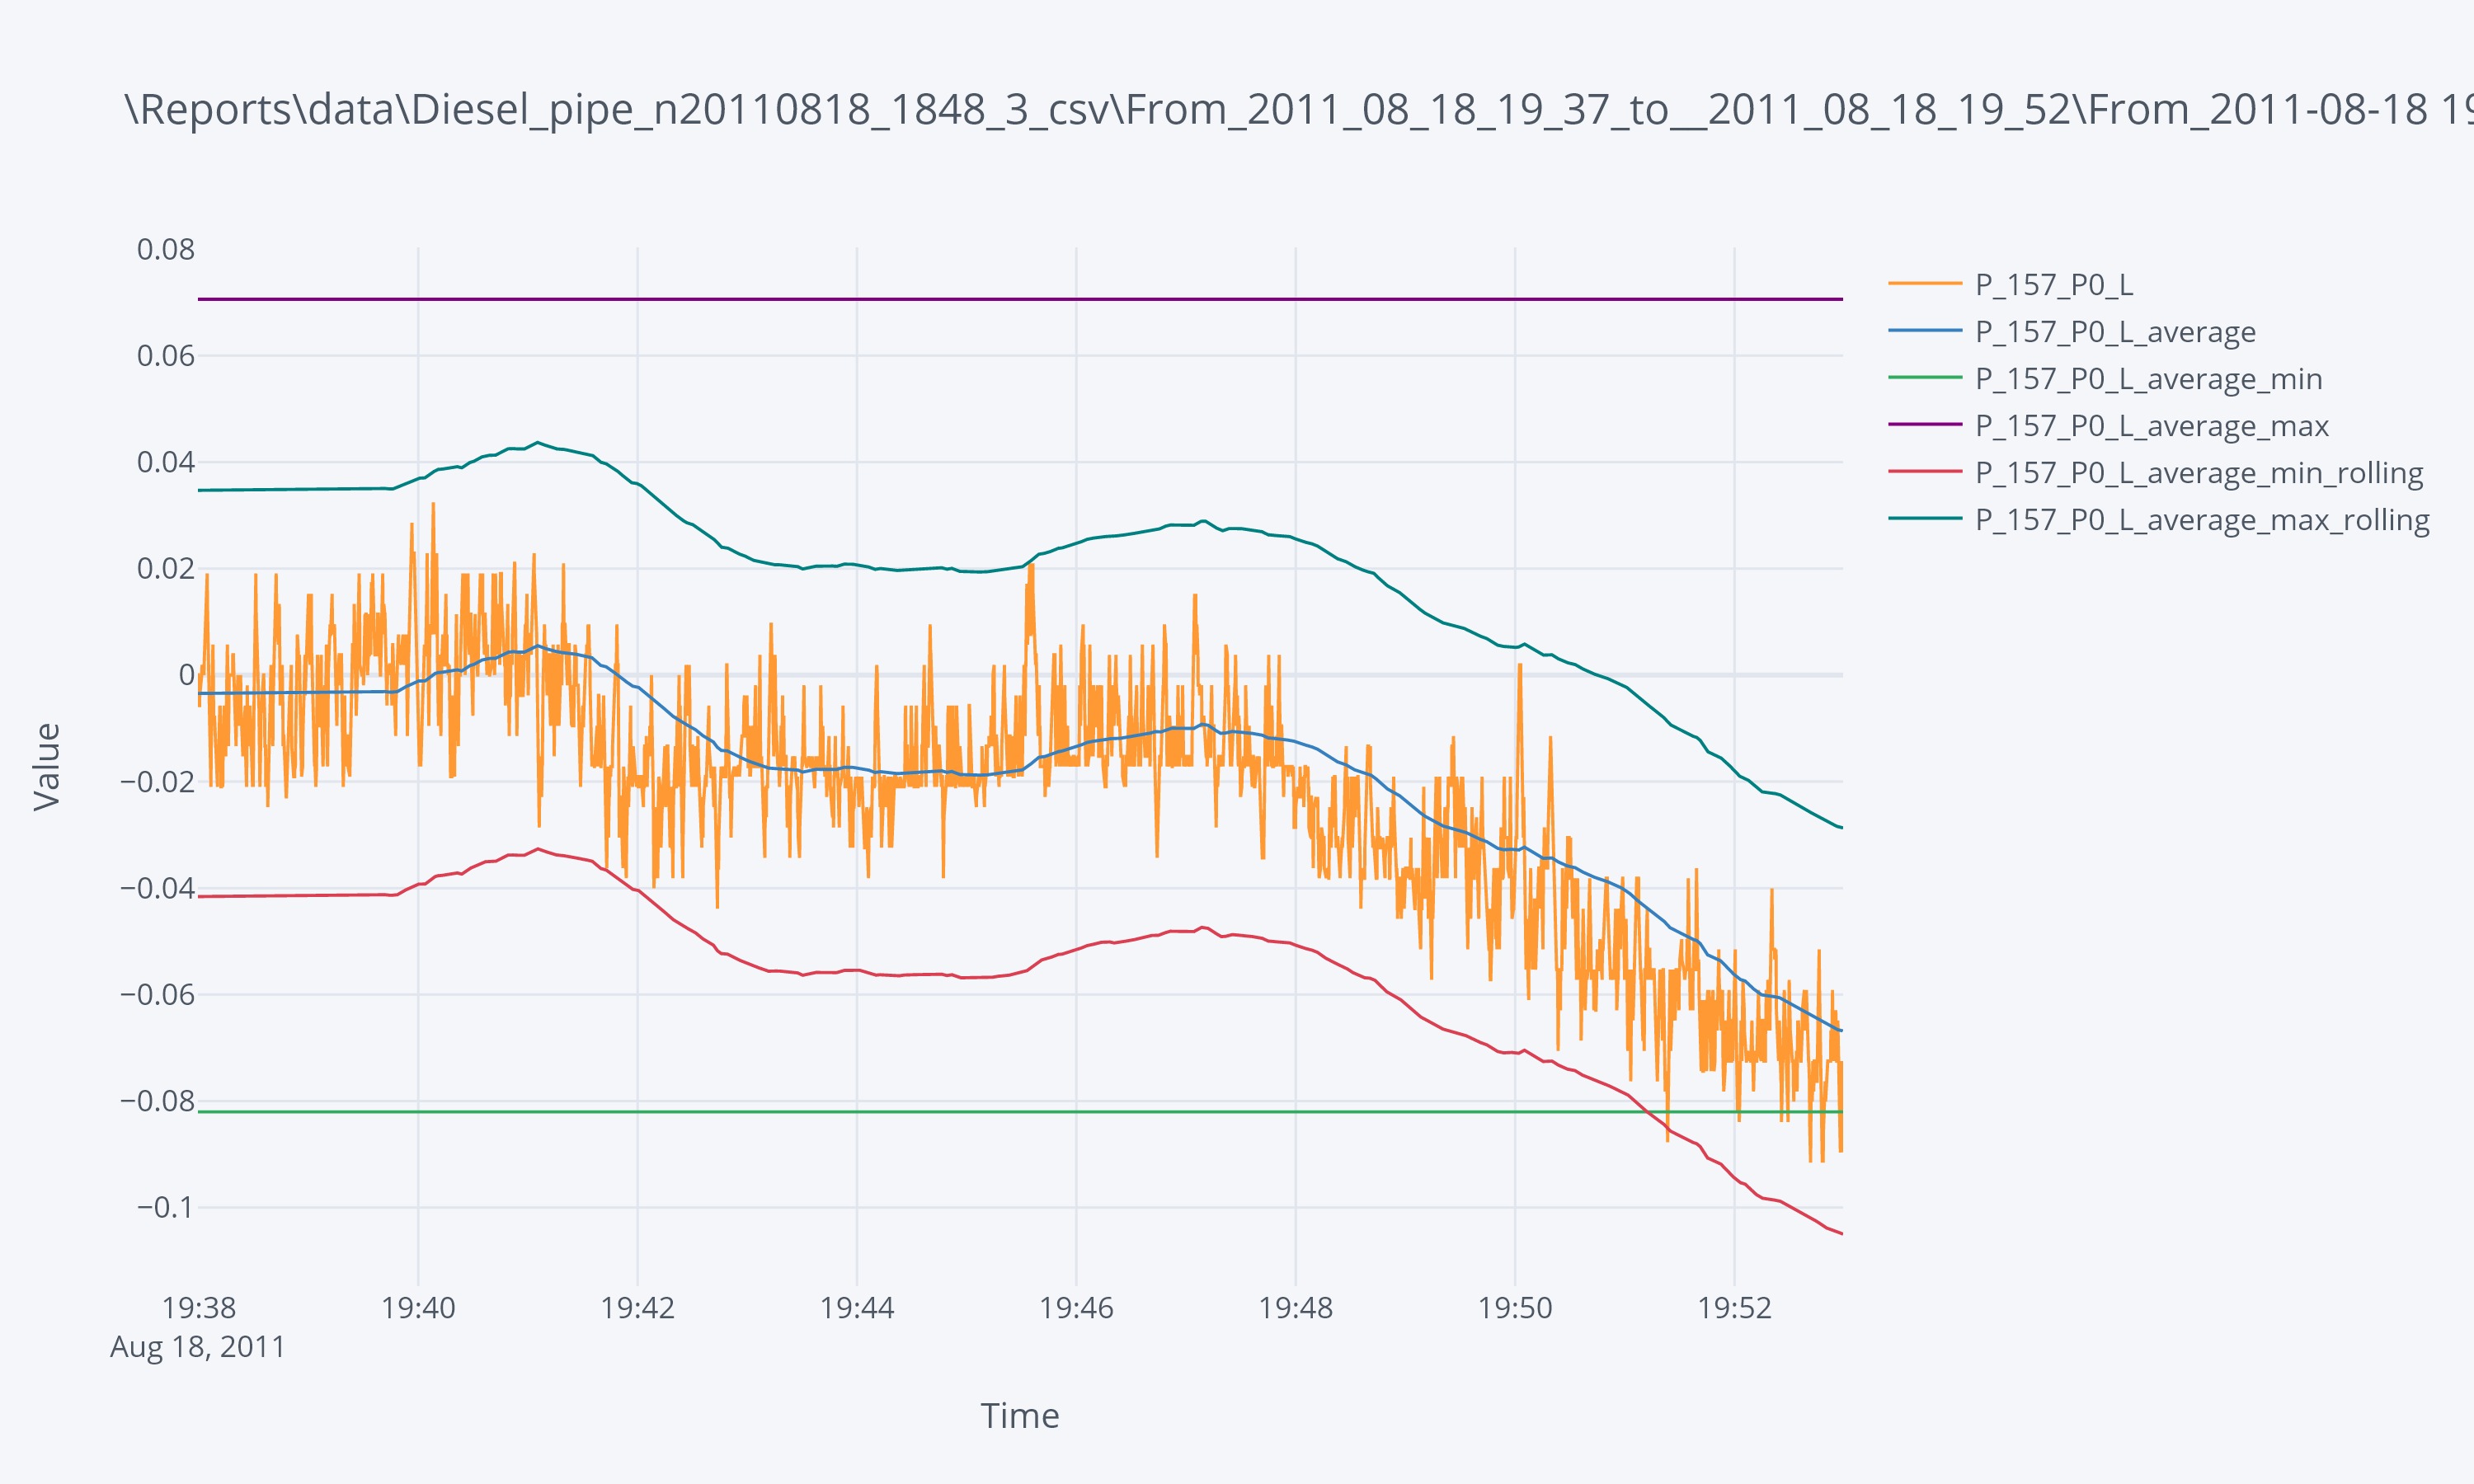 \Reports\data\Diesel_pipe_n20110818_1848_3_csv\From_2011_08_18_19_37_to__2011_08_18_19_52\From_2011-08-18 19
0.08
0.06
0.04
0.02
0
−0.02
−0.04
−0.06
−0.08
−0.1
Value
19:38 19:40 19:42 19:44 19:46 19:48 19:50 19:52
Aug 18, 2011
Time
P_157_P0_L
P_157_P0_L_average
P_157_P0_L_average_min
P_157_P0_L_average_max
P_157_P0_L_average_min_rolling
P_157_P0_L_average_max_rolling